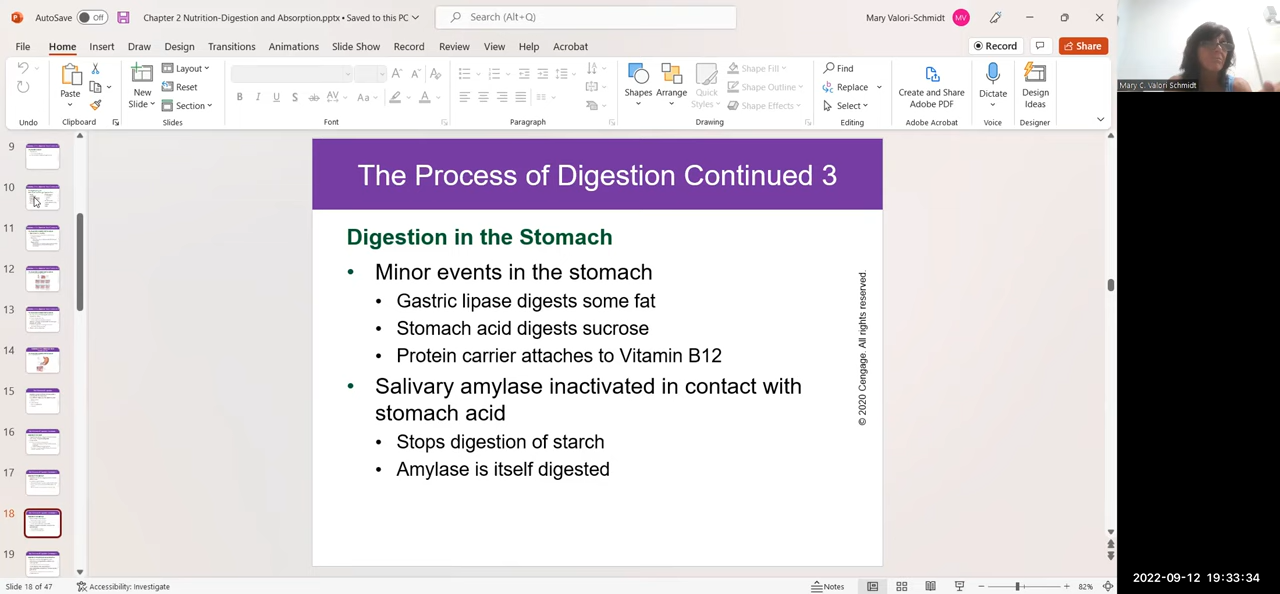 AutoSave Off Chapter 2 Nutrition-Digestion and Absorption.pptx • Saved to this PC Search (Alt+Q) Mary Valori-Schmidt MV
File Home Insert Draw Design Transitions Animations Slide Show Record Review View Help Acrobat Record Share
Paste New Slide Layout Reset Section Shapes Arrange Quick Styles Shape Fill Shape Outline Shape Effects Find Replace Select Create and Share Adobe PDF Dictate Design Ideas
Undo Clipboard Slides Font Paragraph Drawing Editing Adobe Acrobat Voice Designer
Mary C. Valori Schmidt
9
10
11
12
13
14
15
16
17
18
19
The Process of Digestion Continued 3
Digestion in the Stomach
• Minor events in the stomach
• Gastric lipase digests some fat
• Stomach acid digests sucrose
• Protein carrier attaches to Vitamin B12
• Salivary amylase inactivated in contact with
stomach acid
• Stops digestion of starch
• Amylase is itself digested
© 2020 Cengage. All rights reserved.
Slide 18 of 47 Accessibility: Investigate Notes 82%
2022-09-12 19:33:34